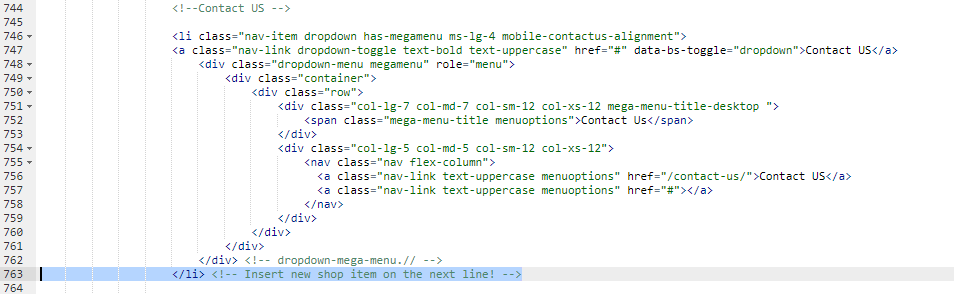 744 <!--Contact US -->
745
746 <li class="nav-item dropdown has-megamenu ms-lg-4 mobile-contactus-alignment">
747 <a class="nav-link dropdown-toggle text-bold text-uppercase" href="#" data-bs-toggle="dropdown">Contact US</a>
748 <div class="dropdown-menu megamenu" role="menu">
749 <div class="container">
750 <div class="row">
751 <div class="col-lg-7 col-md-7 col-sm-12 col-xs-12 mega-menu-title-desktop ">
752 <span class="mega-menu-title menuoptions">Contact Us</span>
753 </div>
754 <div class="col-lg-5 col-md-5 col-sm-12 col-xs-12">
755 <nav class="nav flex-column">
756 <a class="nav-link text-uppercase menuoptions" href="/contact-us/">Contact US</a>
757 <a class="nav-link text-uppercase menuoptions" href="#"></a>
758 </nav>
759 </div>
760 </div>
761 </div>
762 </div> <!-- dropdown-mega-menu.// -->
763 </li> <!-- Insert new shop item on the next line! -->
764